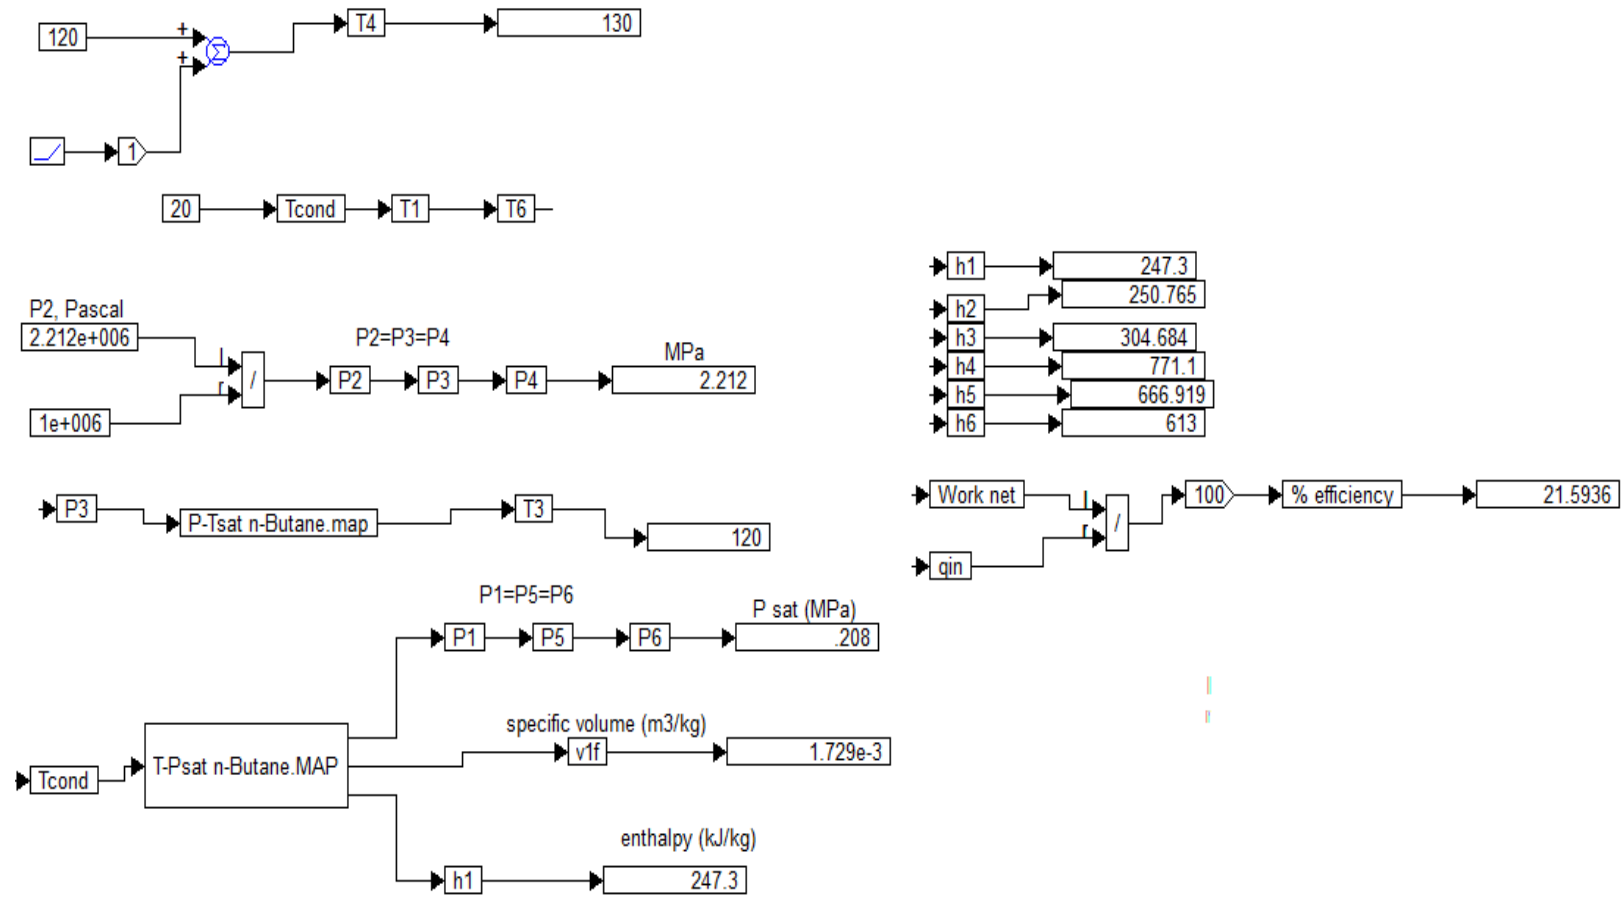 120
+
+
Σ
T4
130
1
20
Tcond
T1
T6
P2, Pascal
2.212e+006
1e+006
l
r
/
P2=P3=P4
P2
P3
P4
MPa
2.212
P3
P-Tsat n-Butane.map
T3
120
P1=P5=P6
P1
P5
P6
P sat (MPa)
.208
Tcond
T-Psat n-Butane.MAP
specific volume (m3/kg)
v1f
1.729e-3
enthalpy (kJ/kg)
h1
247.3
h1
247.3
h2
250.765
h3
304.684
h4
771.1
h5
666.919
h6
613
Work net
qin
l
r
/
100
% efficiency
21.5936